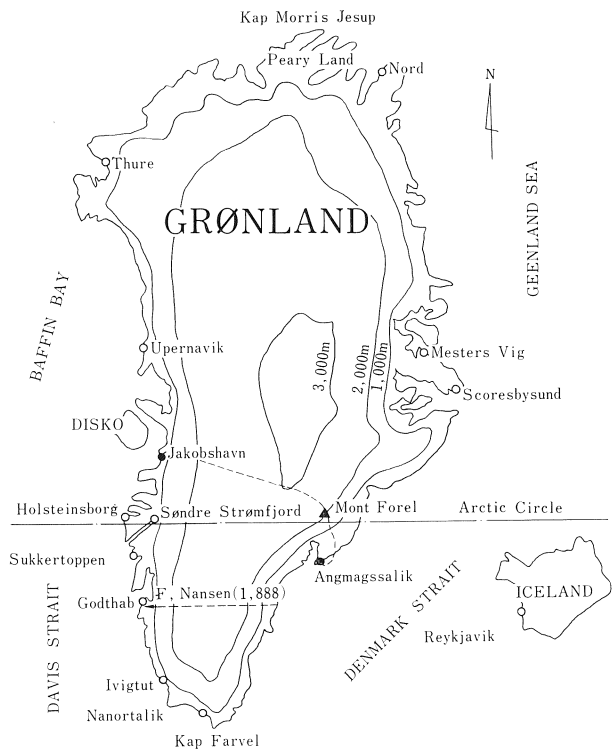 Kap Morris Jesup
Peary Land
Nord
N
Thure
GRØNLAND
GEENLAND SEA
BAFFIN BAY
Upernavik
3,000m
2,000m
1,000m
Mesters Vig
Scoresbysund
DISKO
Jakobshavn
Holsteinsborg
Søndre Strømfjord
Mont Forel
Arctic Circle
Sukkertoppen
Angmagssalik
ICELAND
Godthab
F, Nansen(1,888)
DAVIS STRAIT
DENMARK STRAIT
Reykjavik
Ivigtut
Nanortalik
Kap Farvel